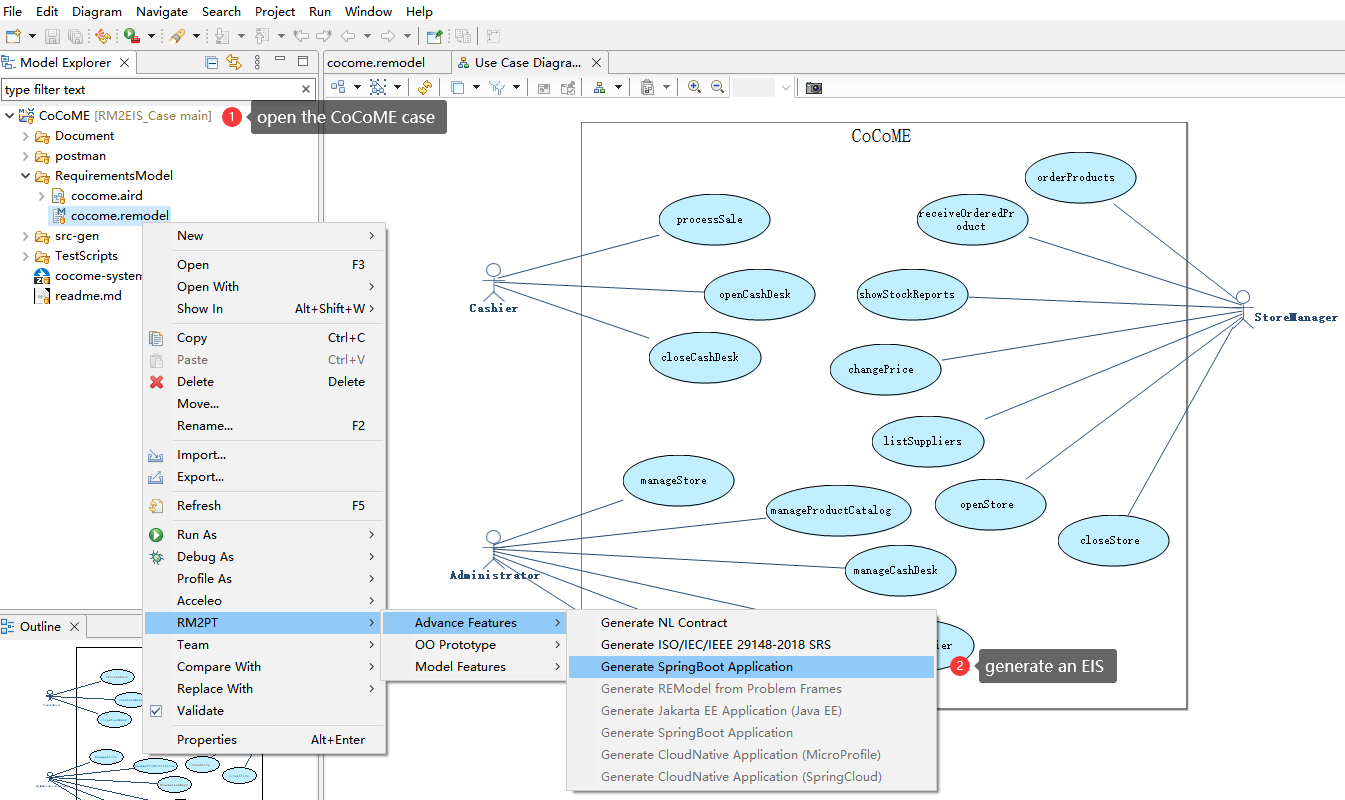 File Edit Diagram Navigate Search Project Run Window Help
Model Explorer
cocome.remodel
Use Case Diagra...
type filter text
CoCoME [RM2EIS_Case main]
1 open the CoCoME case
Document
postman
RequirementsModel
cocome.aird
cocome.remodel
src-gen
TestScripts
cocome-system
readme.md
New
Open F3
Open With
Show In Alt+Shift+W
Copy Ctrl+C
Paste Ctrl+V
Delete Delete
Move...
Rename... F2
Import...
Export...
Refresh F5
Run As
Debug As
Profile As
Acceleo
RM2PT
Team
Compare With
Replace With
Validate
Properties Alt+Enter
Advance Features
OO Prototype
Model Features
Generate NL Contract
Generate ISO/IEC/IEEE 29148-2018 SRS
Generate SpringBoot Application
Generate REModel from Problem Frames
Generate Jakarta EE Application (Java EE)
Generate SpringBoot Application
Generate CloudNative Application (MicroProfile)
Generate CloudNative Application (SpringCloud)
2 generate an EIS
Outline
CoCoME
orderProducts
processSale
receiveOrderedPr
oduct
openCashDesk
showStockReports
Cashier
StoreManager
closeCashDesk
changePrice
listSuppliers
manageStore
manageProductCatalog
openStore
closeStore
manageCashDesk
Administrator
ier